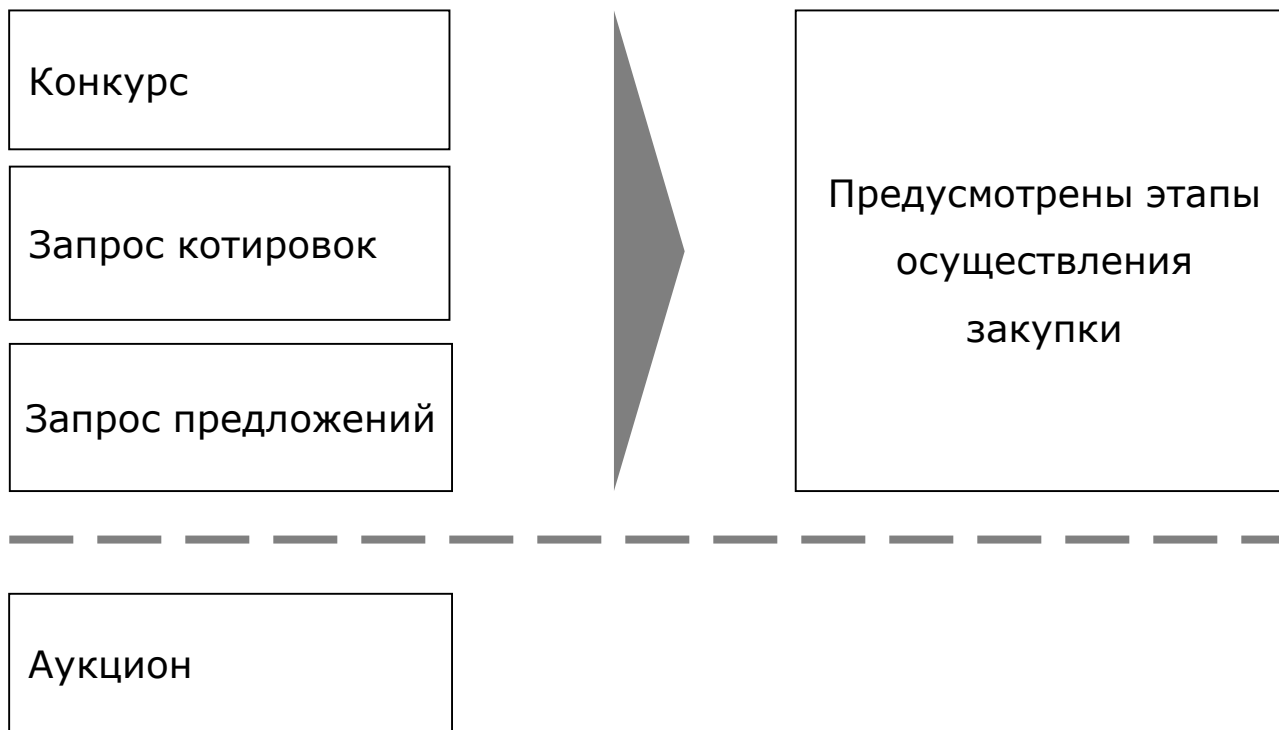 Конкурс
Запрос котировок
Запрос предложений
Предусмотрены этапы
осуществления
закупки
Аукцион